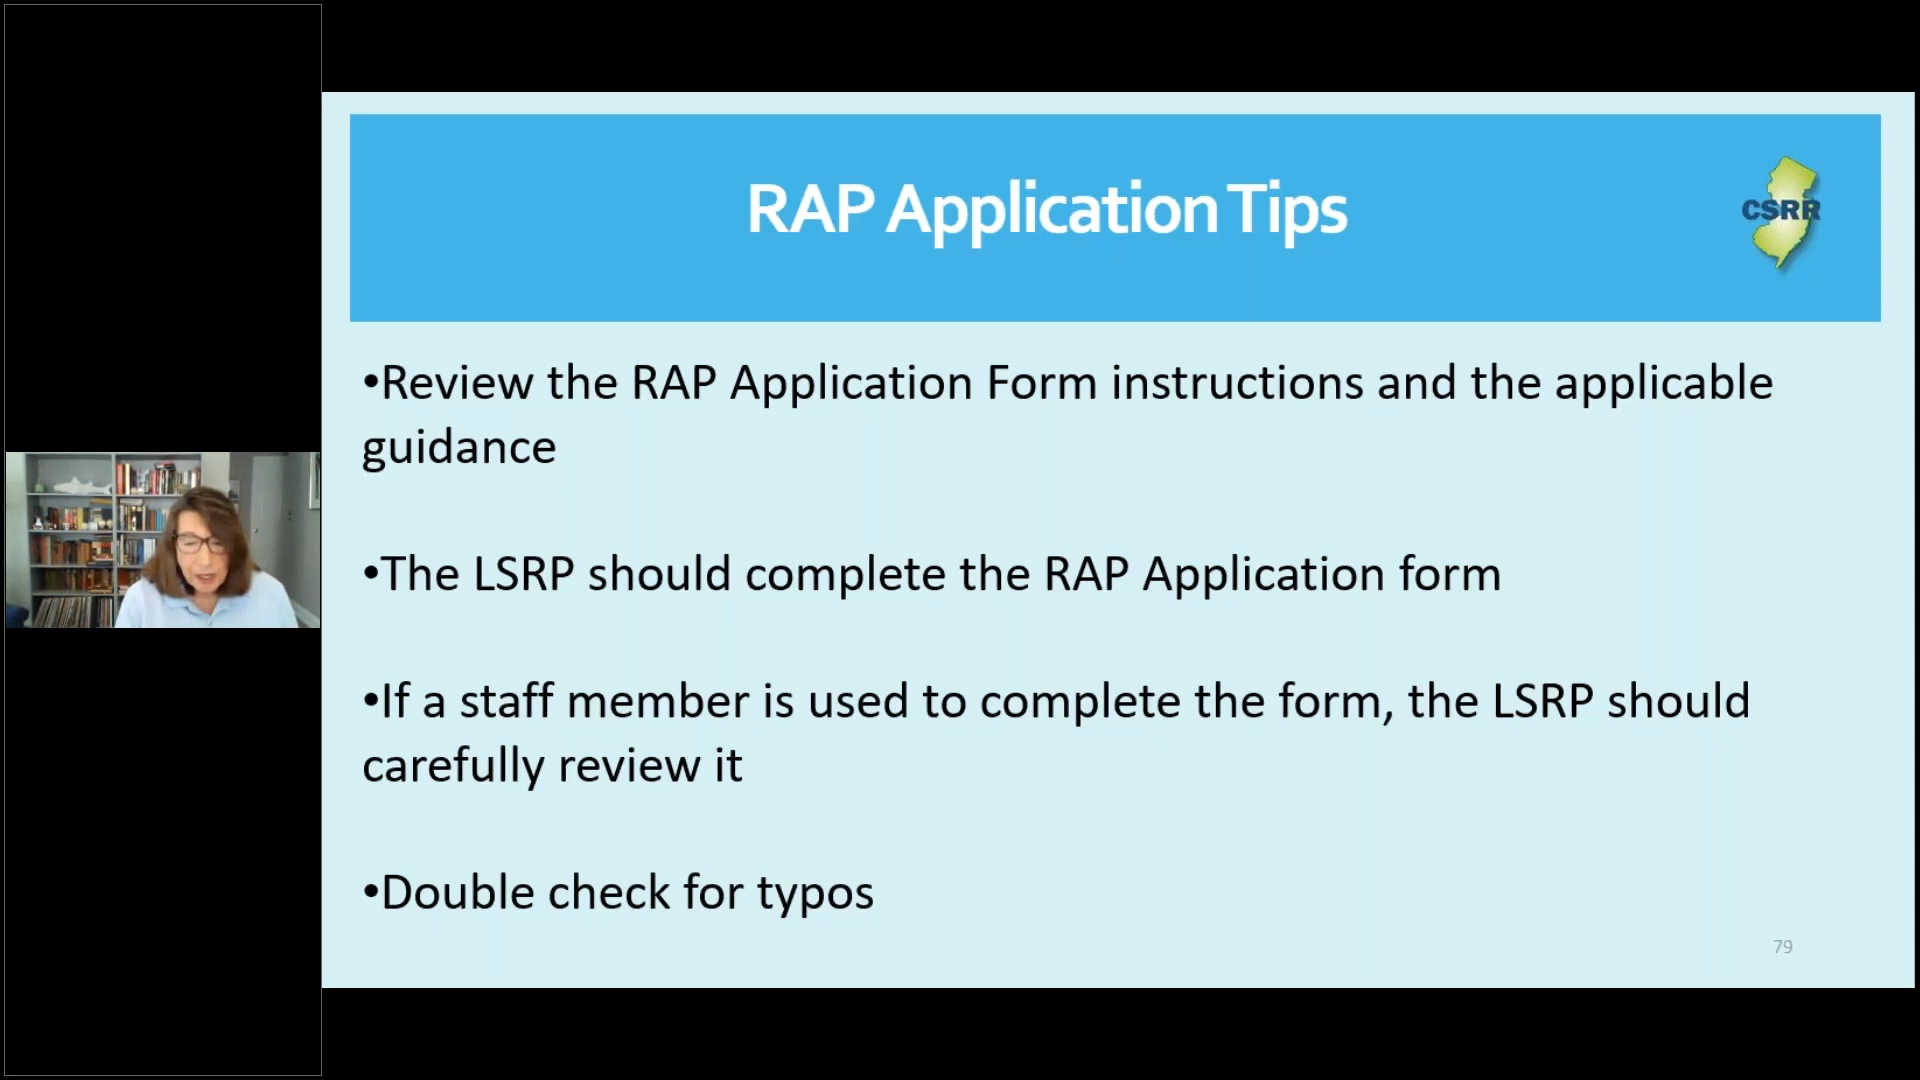 RAP Application Tips
CSRR
•Review the RAP Application Form instructions and the applicable
guidance
•The LSRP should complete the RAP Application form
•If a staff member is used to complete the form, the LSRP should
carefully review it
•Double check for typos
79